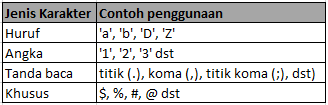 Jenis Karakter Contoh penggunaan
Huruf 'a', 'b', 'D', 'Z'
Angka '1', '2', '3' dst
Tanda baca titik (.), koma (,), titik koma (;), dst)
Khusus $, %, #, @ dst